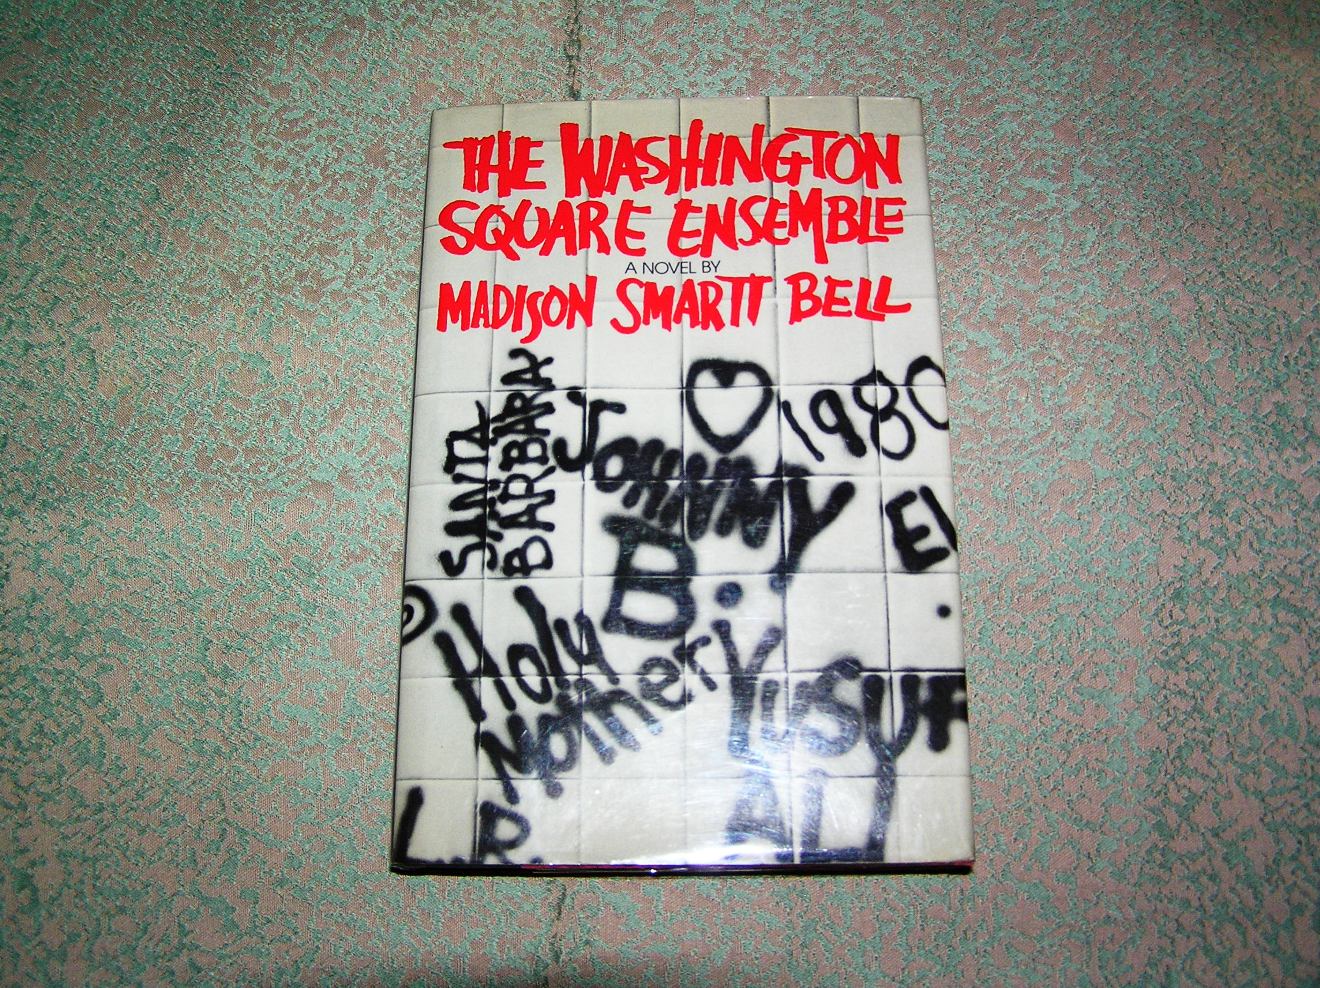 THE WASHINGTON
SQUARE ENSEMBLE
A NOVEL BY
MADISON SMARTT BELL
SANTA
BARBARA
JOHNNY
B.
1980
Holy
Mother
YUSUF
ALI